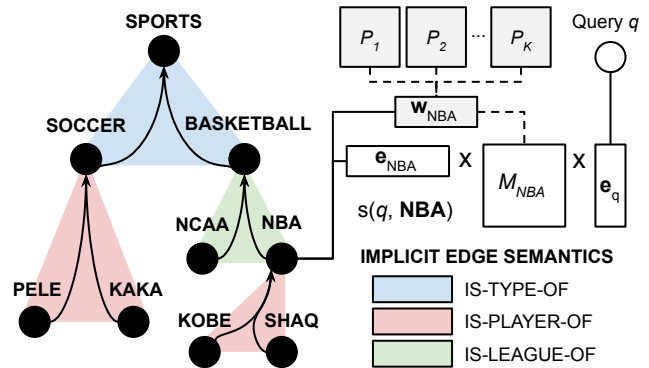 SPORTS
SOCCER
BASKETBALL
NCAA
NBA
PELE
KAKA
KOBE
SHAQ
P1
P2
...
PK
Query q
wNBA
eNBA
X
MNBA
X
eq
s(q, NBA)
IMPLICIT EDGE SEMANTICS
IS-TYPE-OF
IS-PLAYER-OF
IS-LEAGUE-OF